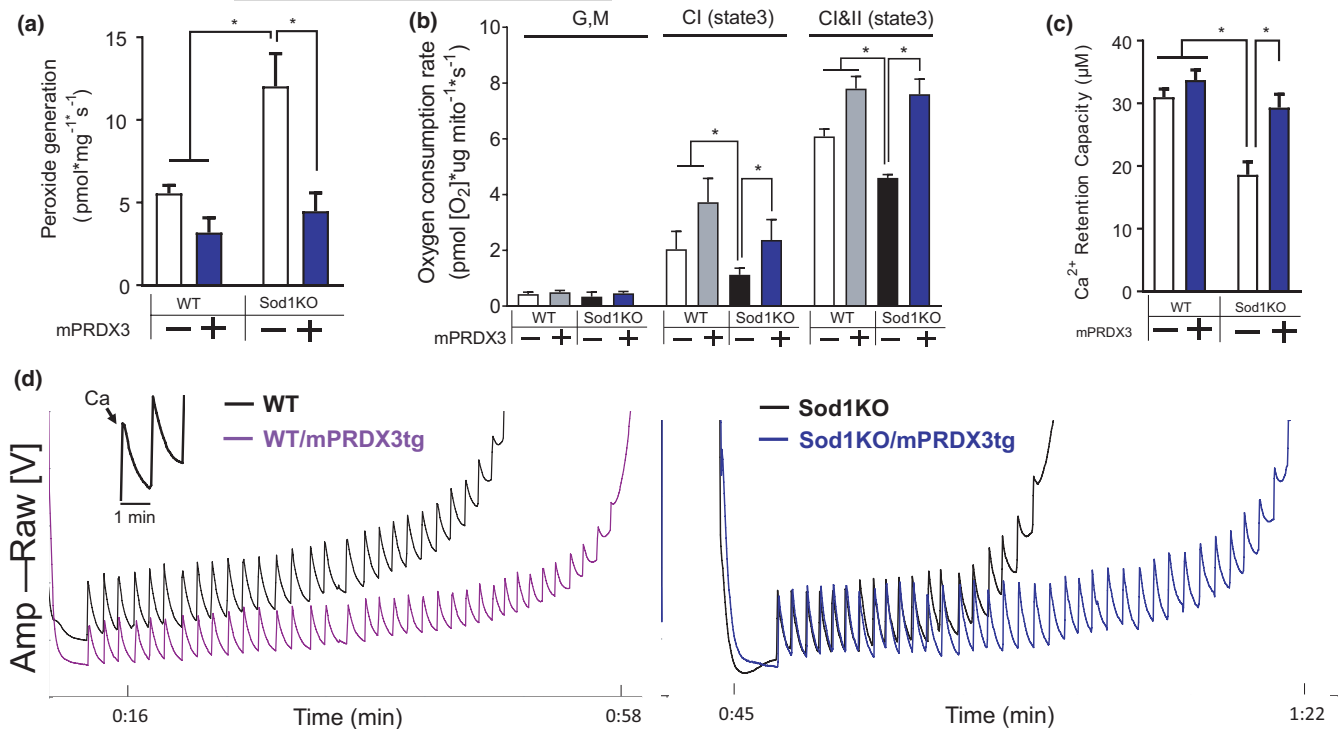 (a)
Peroxide generation
(pmol*mg⁻¹*s⁻¹)
15
10
5
0
*
*
WT
Sod1KO
mPRDX3
— + — +
(b)
G,M
CI (state3)
CI&II (state3)
Oxygen consumption rate
(pmol [O₂]*ug mito⁻¹*s⁻¹)
10
8
6
4
2
0
*
*
*
*
WT
Sod1KO
WT
Sod1KO
WT
Sod1KO
mPRDX3
— + — + — + — + — + — +
(c)
Ca²⁺ Retention Capacity (µM)
40
30
20
10
0
*
*
WT
Sod1KO
mPRDX3
— + — +
(d)
Amp —Raw [V]
Ca
1 min
WT
WT/mPRDX3tg
0:16
Time (min)
0:58
Sod1KO
Sod1KO/mPRDX3tg
0:45
Time (min)
1:22